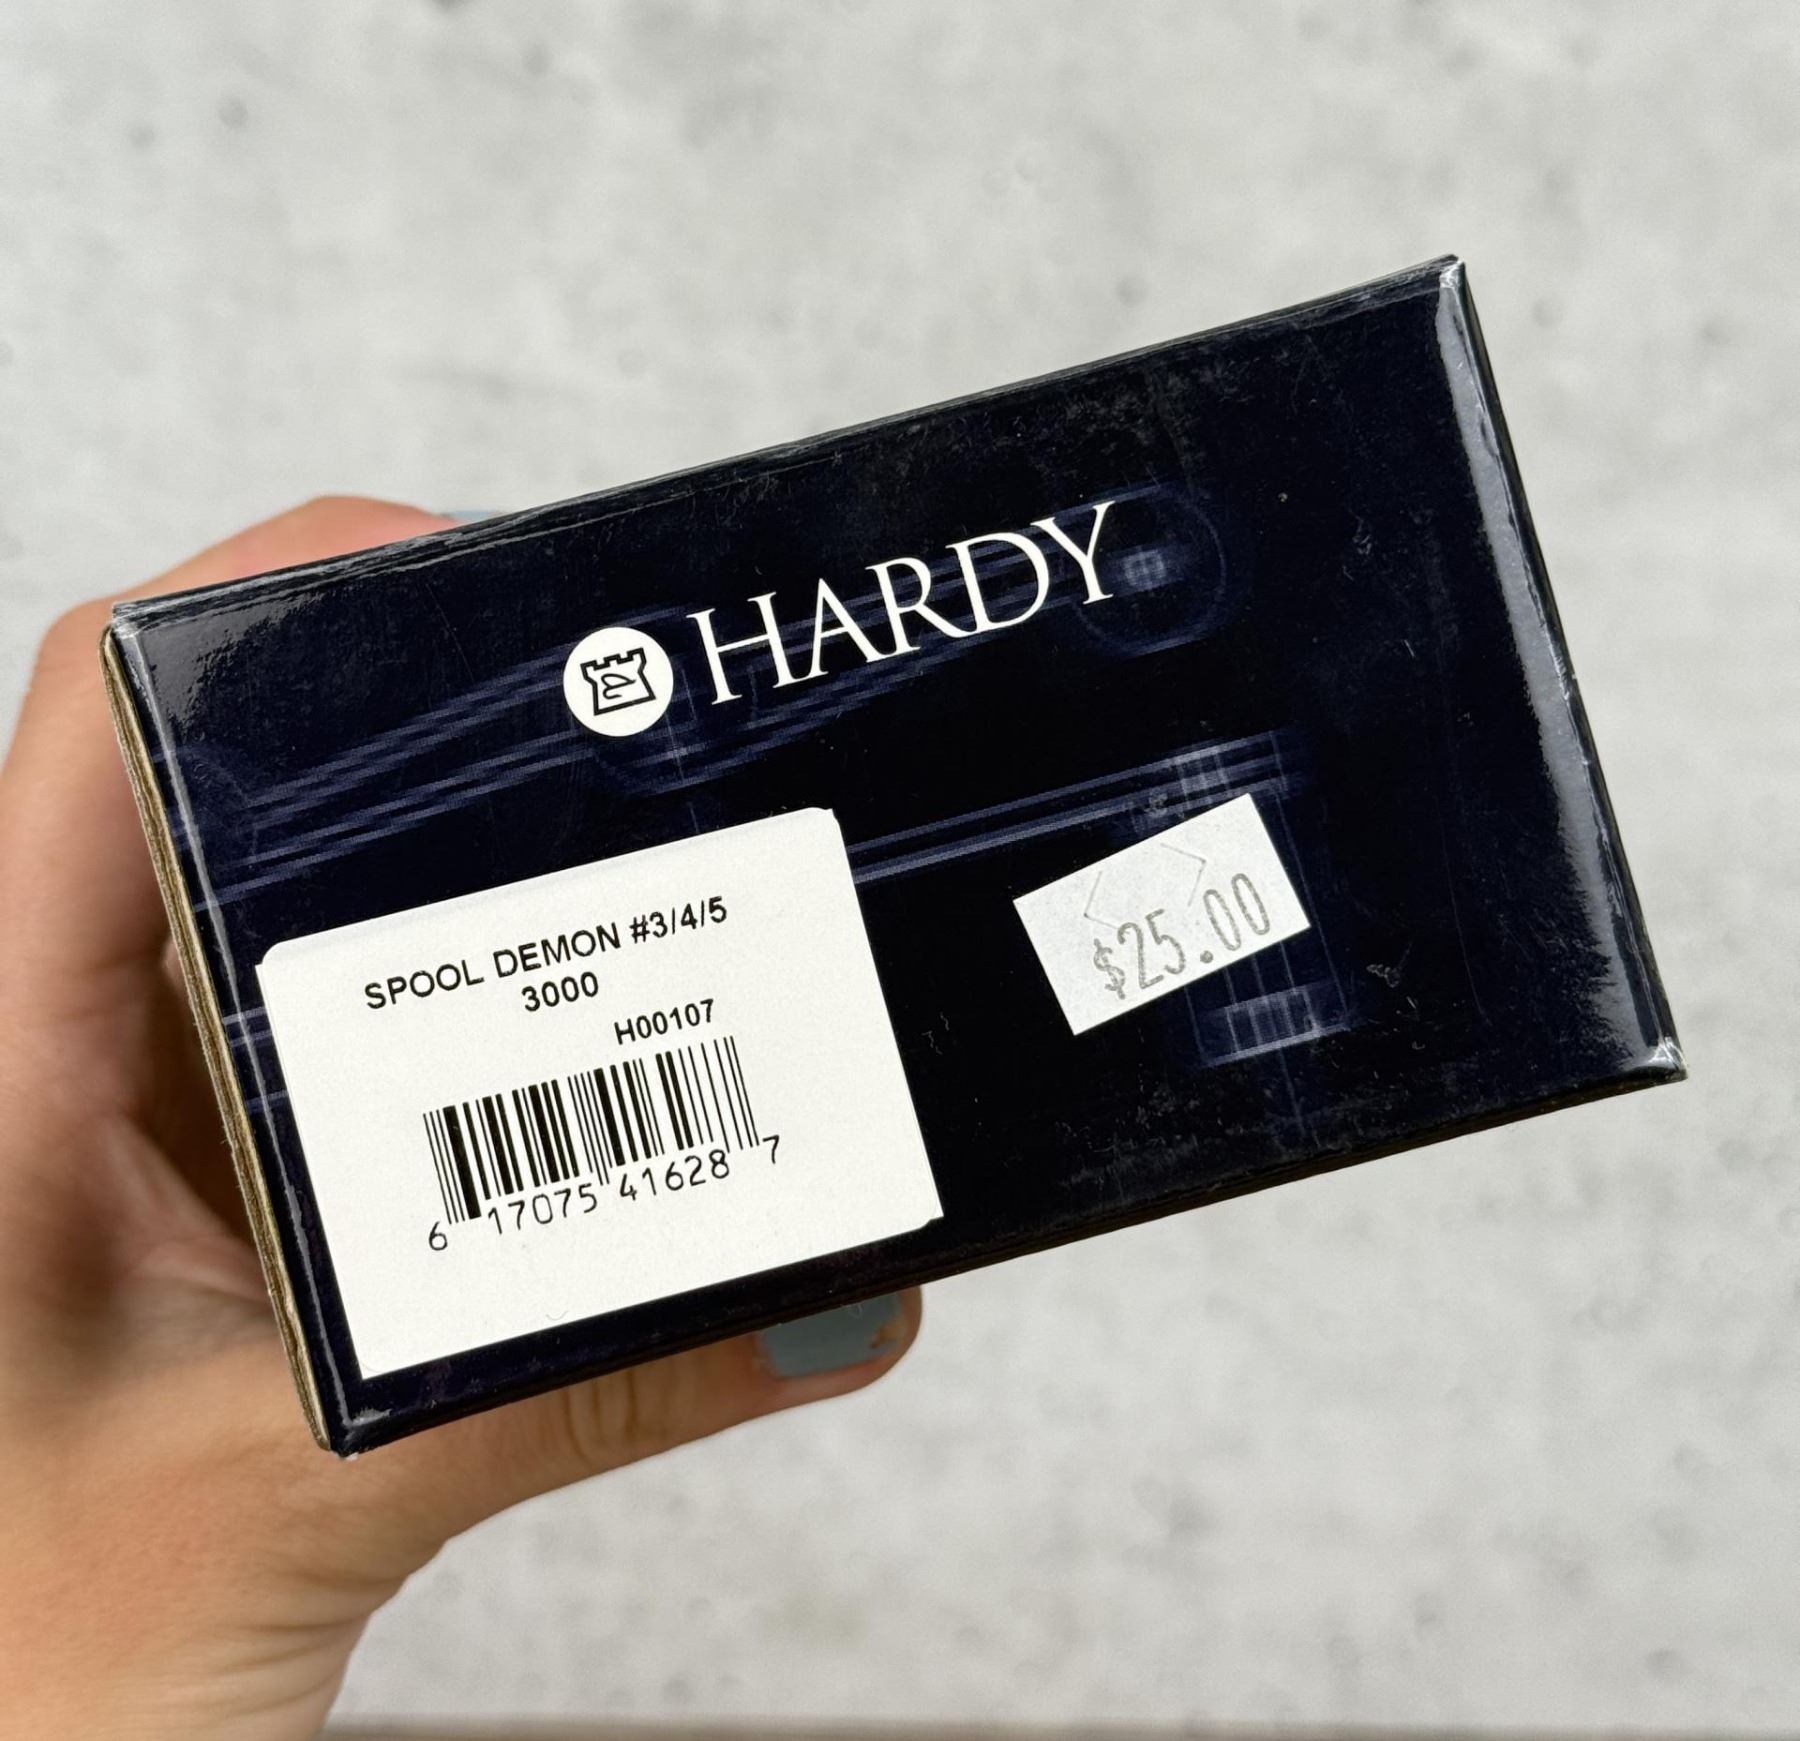 HARDY
SPOOL DEMON #3/4/5
3000
H00107
6 17075 41628 7
$25.00